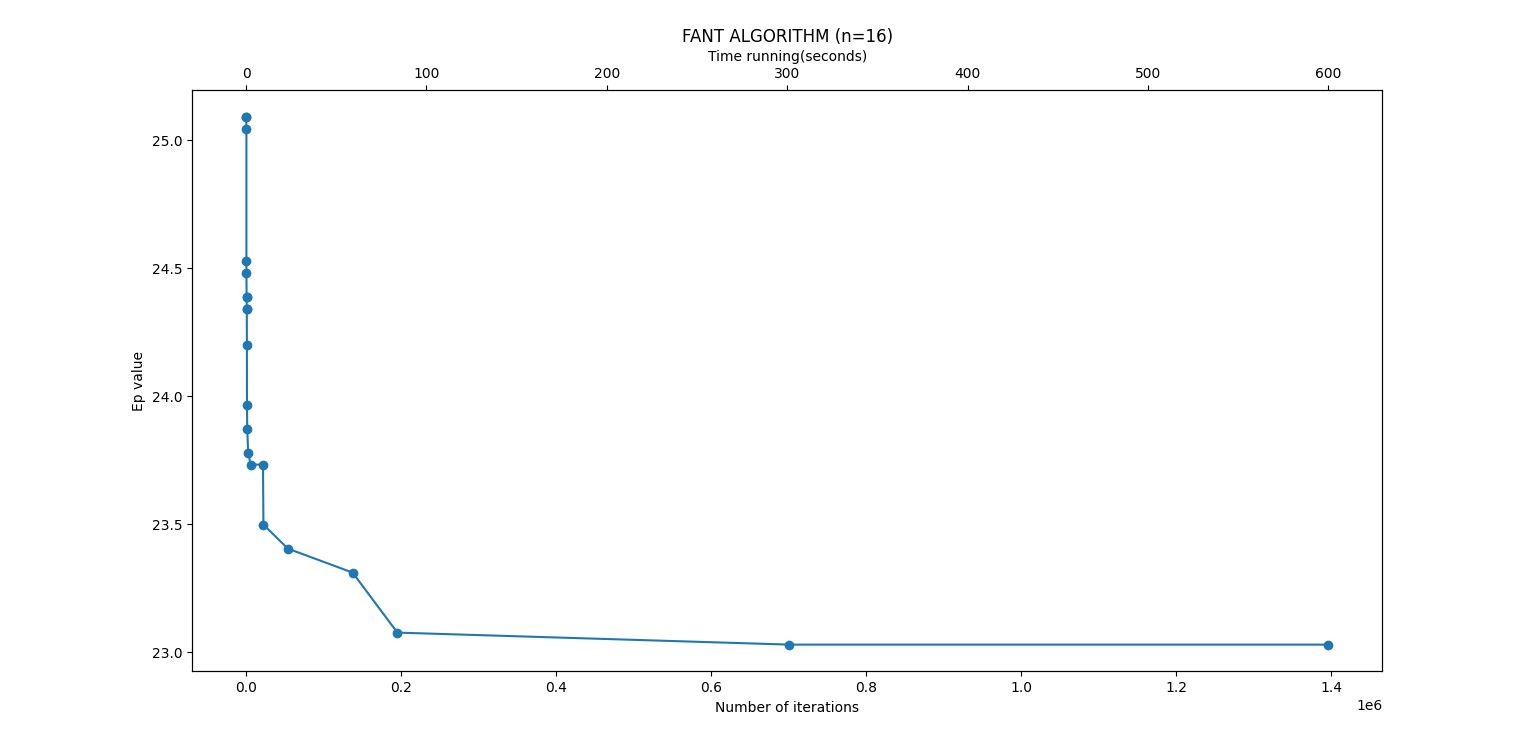 FANT ALGORITHM (n=16)
Time running(seconds)
0 100 200 300 400 500 600
25.0
24.5
24.0
Ep value
23.5
23.0
0.0 0.2 0.4 0.6 0.8 1.0 1.2 1.4
1e6
Number of iterations